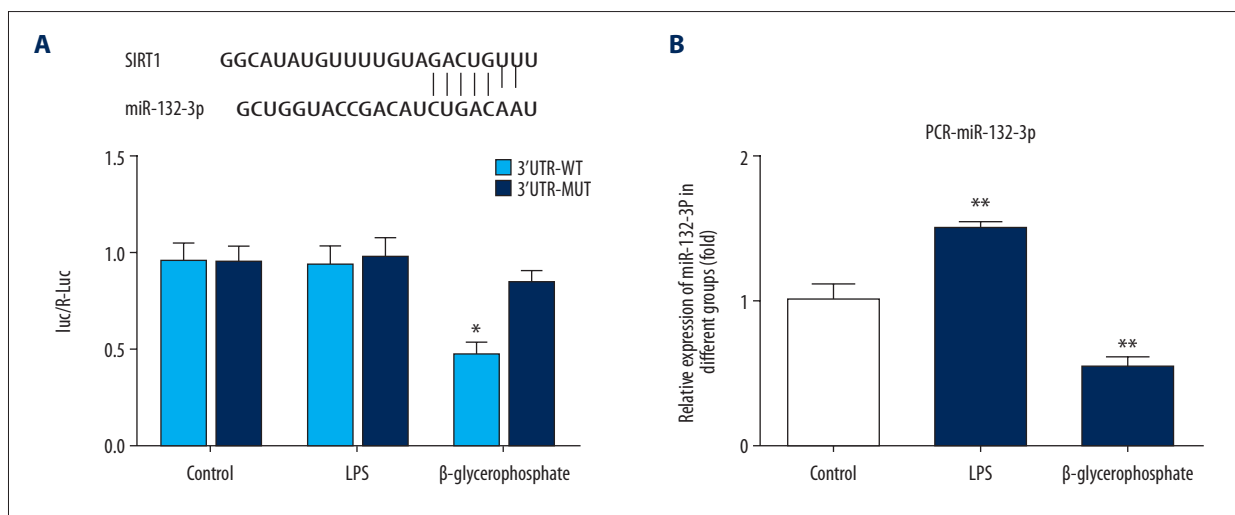 A
SIRT1 GGCAUAUGUUUUGUAGACUGUUU
miR-132-3p GCUGGUACCGACAUCUGACAAU
luc/R-Luc
1.5
1.0
0.5
0.0
3'UTR-WT
3'UTR-MUT
*
Control LPS β-glycerophosphate
B
PCR-miR-132-3p
Relative expression of miR-132-3P in
different groups (fold)
2
1
0
**
**
Control LPS β-glycerophosphate